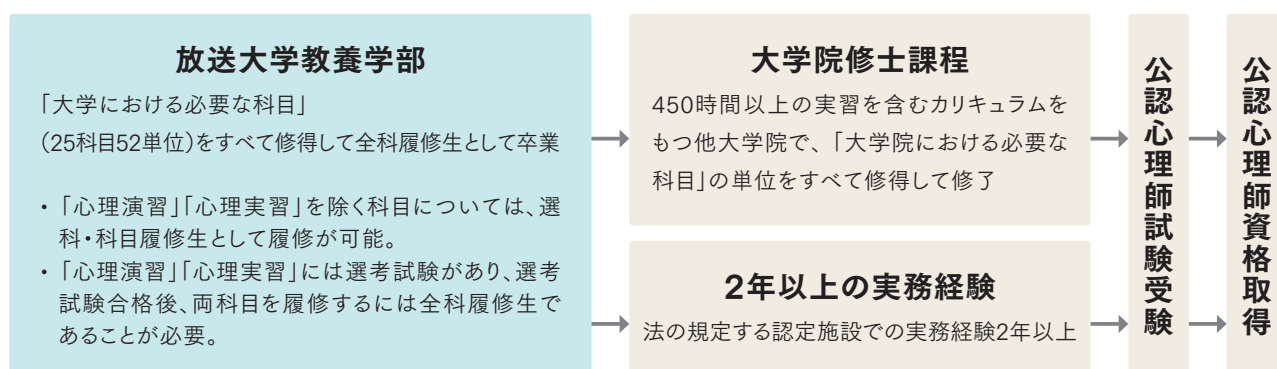 放送大学教養学部
「大学における必要な科目」
(25科目52単位)をすべて修得して全科履修生として卒業
・「心理演習」「心理実習」を除く科目については、選
科・科目履修生として履修が可能。
・「心理演習」「心理実習」には選考試験があり、選考
試験合格後、両科目を履修するには全科履修生で
あることが必要。
大学院修士課程
450時間以上の実習を含むカリキュラムを
もつ他大学院で、「大学院における必要な
科目」の単位をすべて修得して修了
2年以上の実務経験
法の規定する認定施設での実務経験2年以上
公認心理師試験受験
公認心理師資格取得